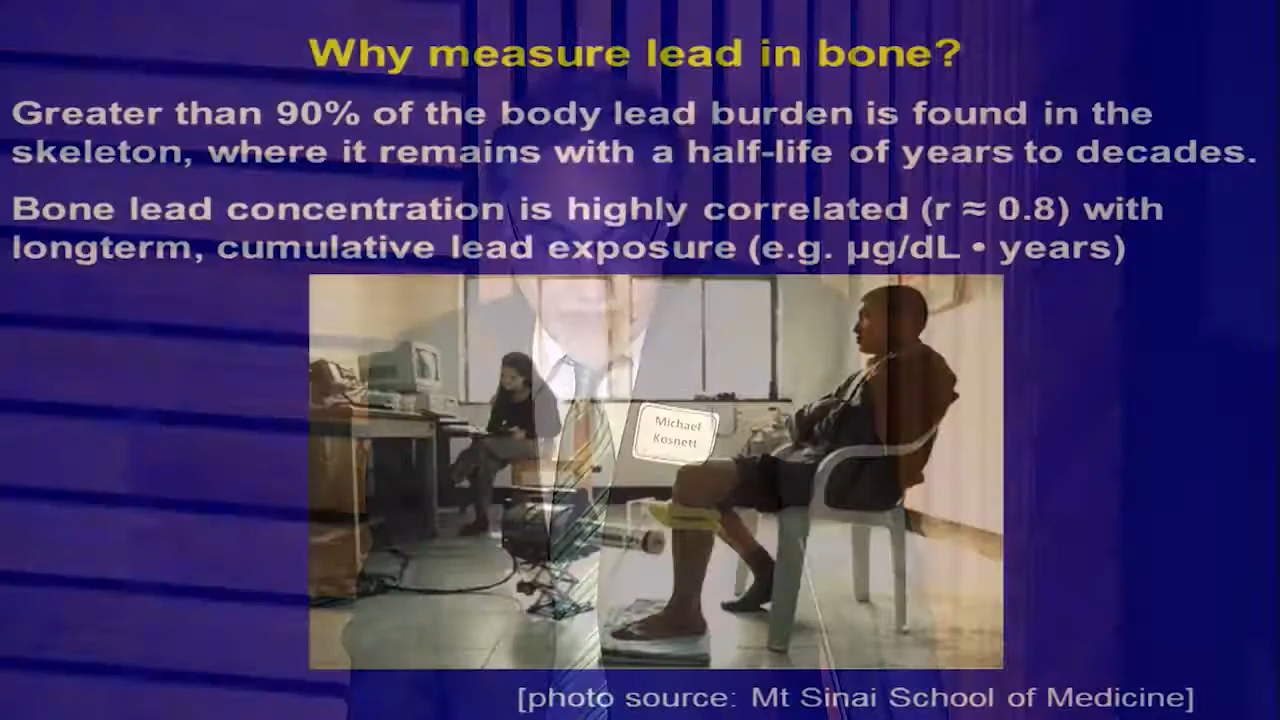 Why measure lead in bone?
Greater than 90% of the body lead burden is found in the
skeleton, where it remains with a half-life of years to decades.
Bone lead concentration is highly correlated (r ≈ 0.8) with
longterm, cumulative lead exposure (e.g. µg/dL • years)
Michael
Kosnett
[photo source: Mt Sinai School of Medicine]